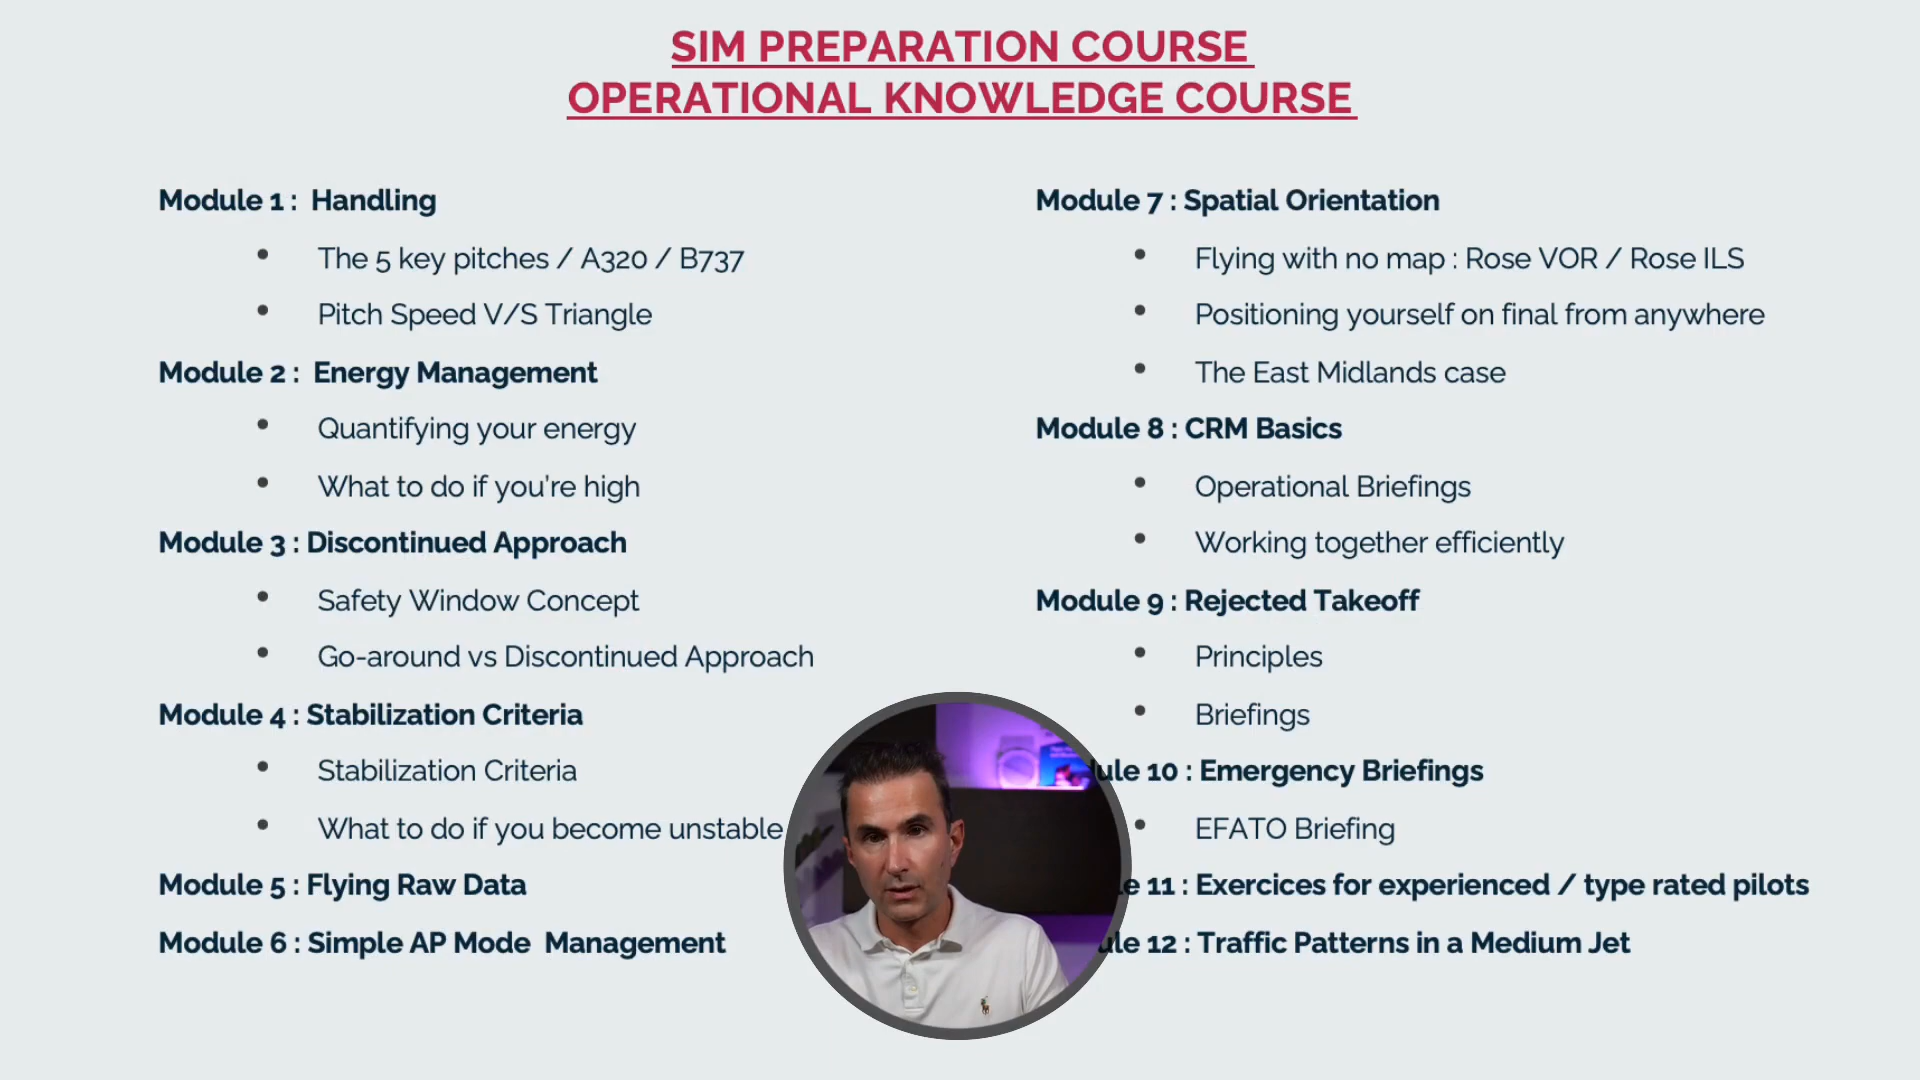 SIM PREPARATION COURSE
OPERATIONAL KNOWLEDGE COURSE
Module 1 : Handling
• The 5 key pitches / A320 / B737
• Pitch Speed V/S Triangle
Module 2 : Energy Management
• Quantifying your energy
• What to do if you're high
Module 3 : Discontinued Approach
• Safety Window Concept
• Go-around vs Discontinued Approach
Module 4 : Stabilization Criteria
• Stabilization Criteria
• What to do if you become unstable
Module 5 : Flying Raw Data
Module 6 : Simple AP Mode Management
Module 7 : Spatial Orientation
• Flying with no map : Rose VOR / Rose ILS
• Positioning yourself on final from anywhere
• The East Midlands case
Module 8 : CRM Basics
• Operational Briefings
• Working together efficiently
Module 9 : Rejected Takeoff
• Principles
• Briefings
ule 10 : Emergency Briefings
• EFATO Briefing
e 11 : Exercices for experienced / type rated pilots
ule 12 : Traffic Patterns in a Medium Jet